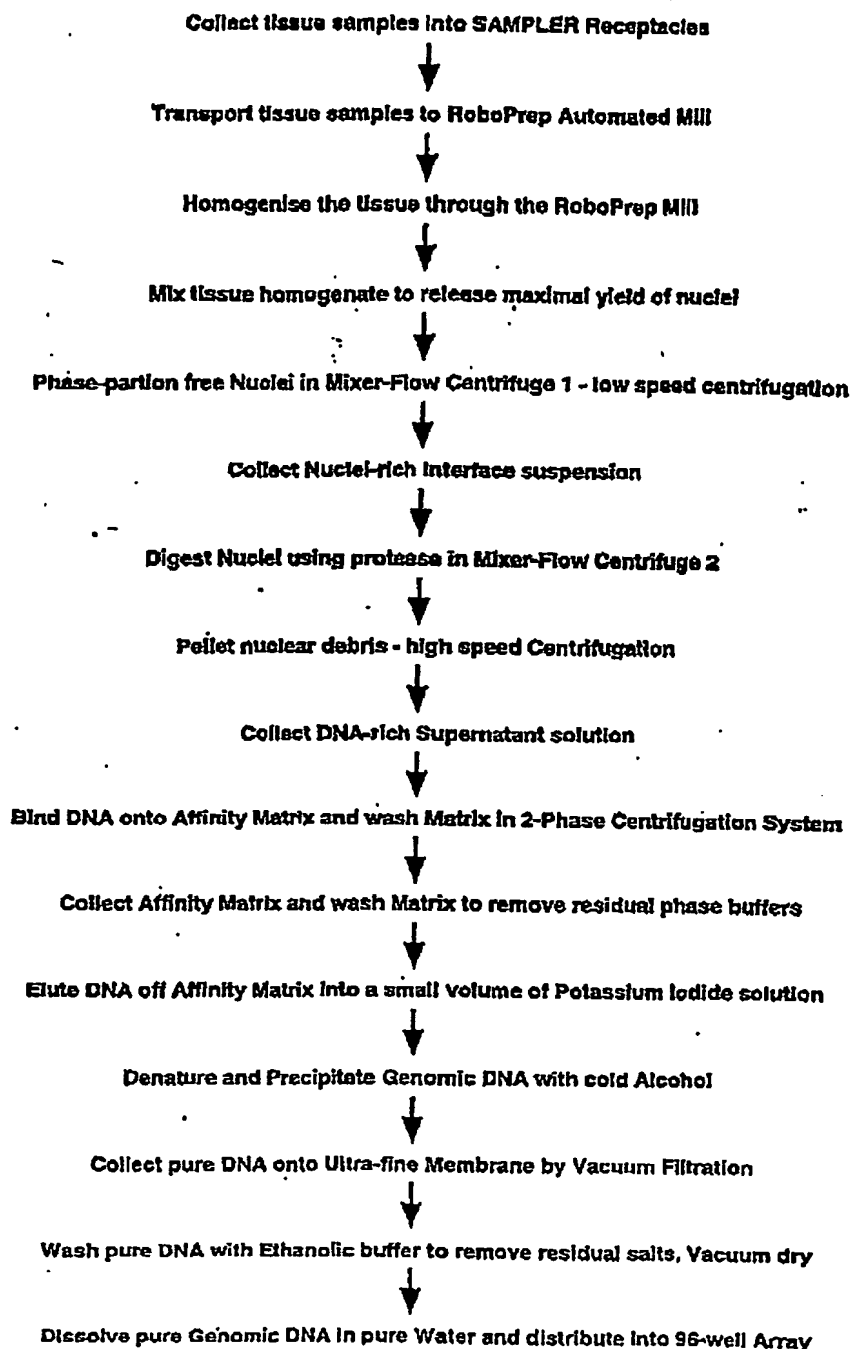 Collect tissue samples into SAMPLER Receptacles
Transport tissue samples to RoboPrep Automated Mill
Homogenise the tissue through the RoboPrep Mill
Mix tissue homogenate to release maximal yield of nuclei
Phase-partion free Nuclei in Mixer-Flow Centrifuge 1 - low speed centrifugation
Collect Nuclei-rich interface suspension
Digest Nuclei using protease in Mixer-Flow Centrifuge 2
Pellet nuclear debris - high speed Centrifugation
Collect DNA-rich Supernatant solution
Bind DNA onto Affinity Matrix and wash Matrix in 2-Phase Centrifugation System
Collect Affinity Matrix and wash Matrix to remove residual phase buffers
Elute DNA off Affinity Matrix into a small volume of Potassium Iodide solution
Denature and Precipitate Genomic DNA with cold Alcohol
Collect pure DNA onto Ultra-fine Membrane by Vacuum Filtration
Wash pure DNA with Ethanolic buffer to remove residual salts, Vacuum dry
Dissolve pure Genomic DNA in pure Water and distribute into 96-well Array